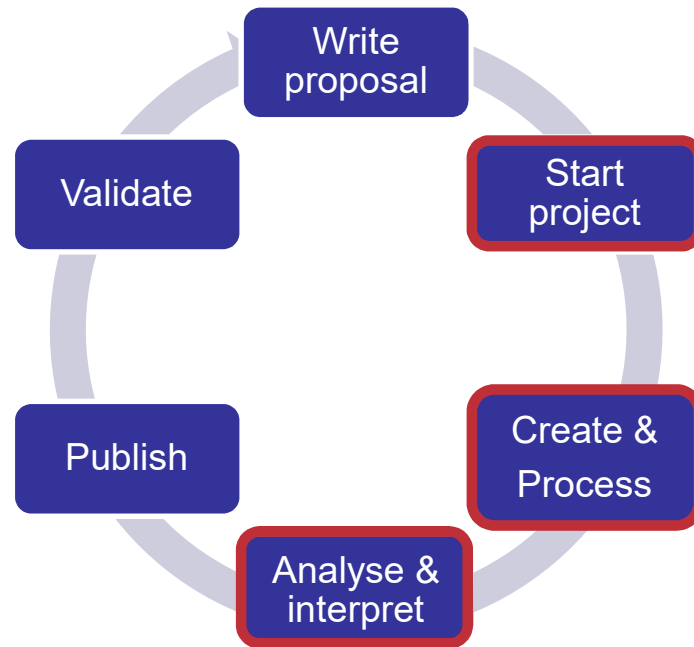 Write
proposal
Start
project
Create &
Process
Analyse &
interpret
Publish
Validate